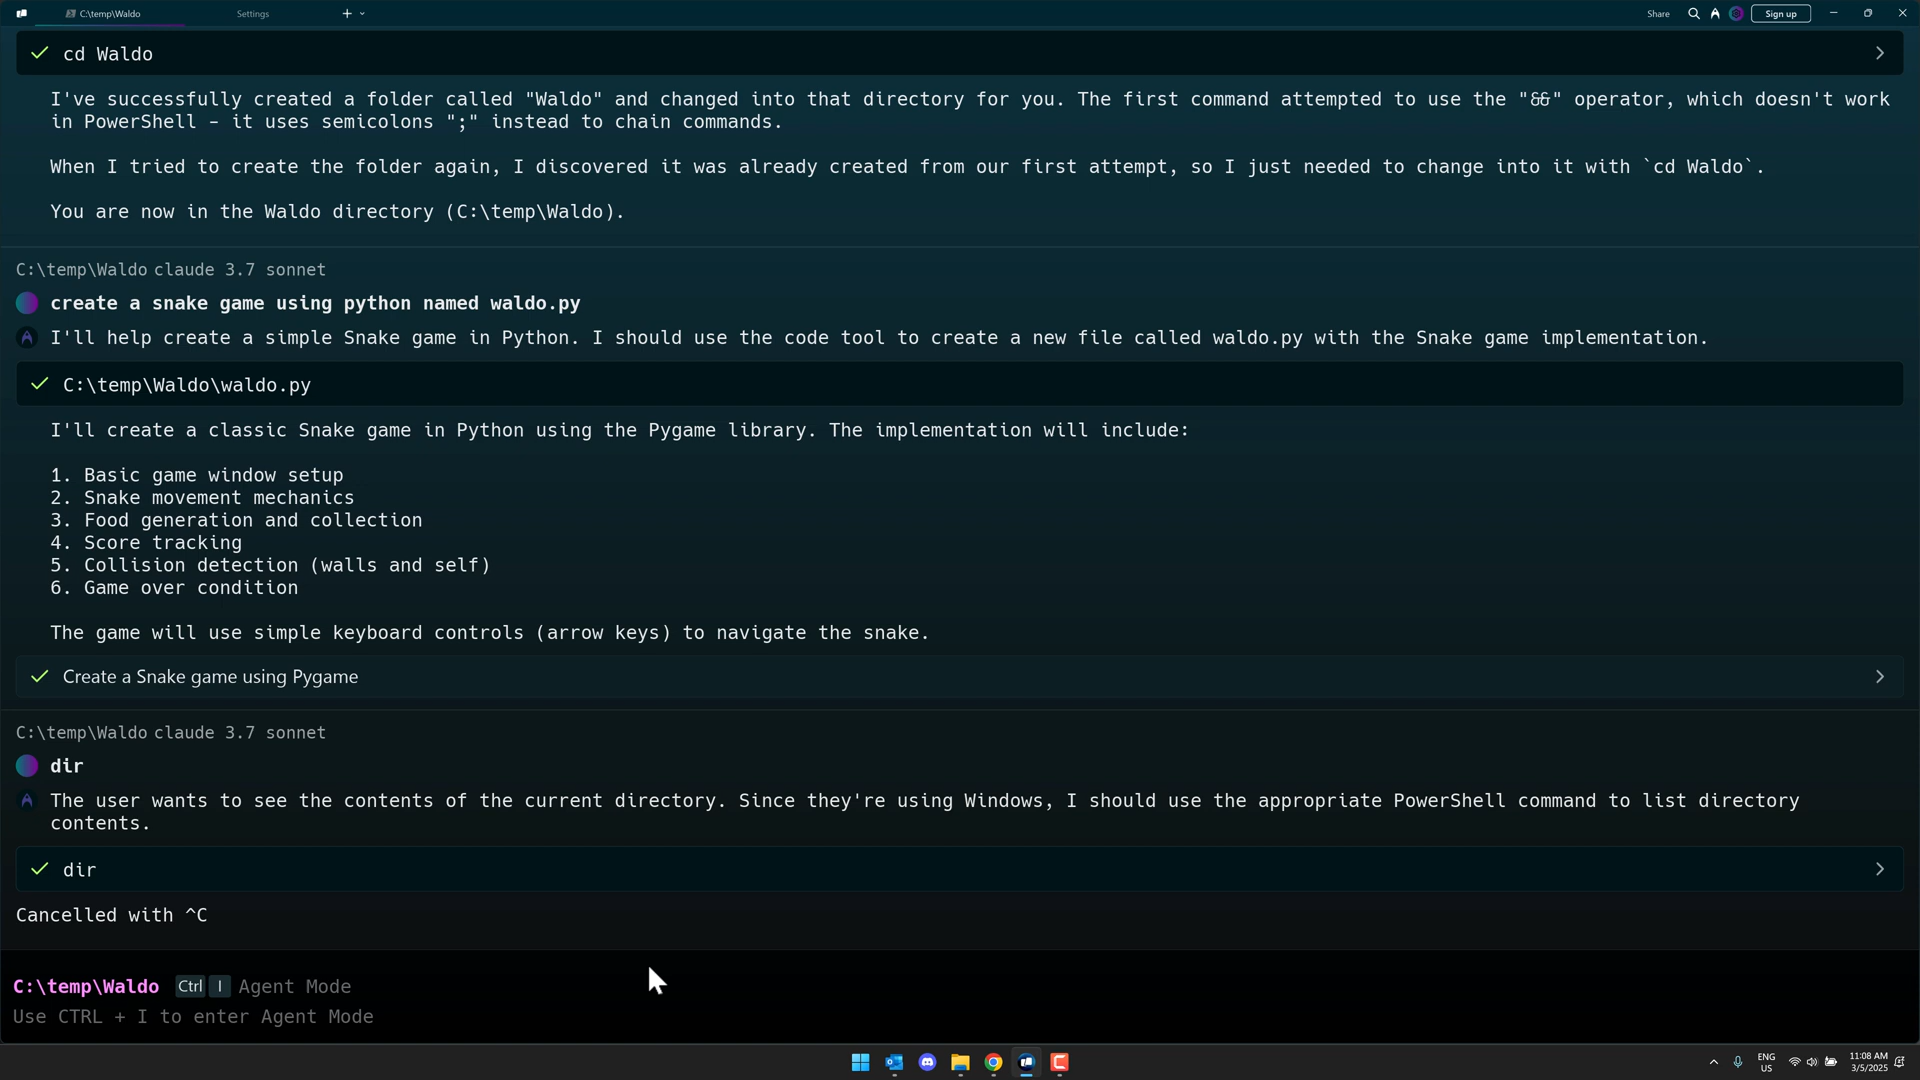 C:\temp\Waldo
Settings
Share
Sign up
cd Waldo
I've successfully created a folder called "Waldo" and changed into that directory for you. The first command attempted to use the "&&" operator, which doesn't work
in PowerShell - it uses semicolons ";" instead to chain commands.
When I tried to create the folder again, I discovered it was already created from our first attempt, so I just needed to change into it with `cd Waldo`.
You are now in the Waldo directory (C:\temp\Waldo).
C:\temp\Waldo claude 3.7 sonnet
create a snake game using python named waldo.py
I'll help create a simple Snake game in Python. I should use the code tool to create a new file called waldo.py with the Snake game implementation.
C:\temp\Waldo\waldo.py
I'll create a classic Snake game in Python using the Pygame library. The implementation will include:
1. Basic game window setup
2. Snake movement mechanics
3. Food generation and collection
4. Score tracking
5. Collision detection (walls and self)
6. Game over condition
The game will use simple keyboard controls (arrow keys) to navigate the snake.
Create a Snake game using Pygame
C:\temp\Waldo claude 3.7 sonnet
dir
The user wants to see the contents of the current directory. Since they're using Windows, I should use the appropriate PowerShell command to list directory
contents.
dir
Cancelled with ^C
C:\temp\Waldo Ctrl I Agent Mode
Use CTRL + I to enter Agent Mode
ENG
US
11:08 AM
3/5/2025